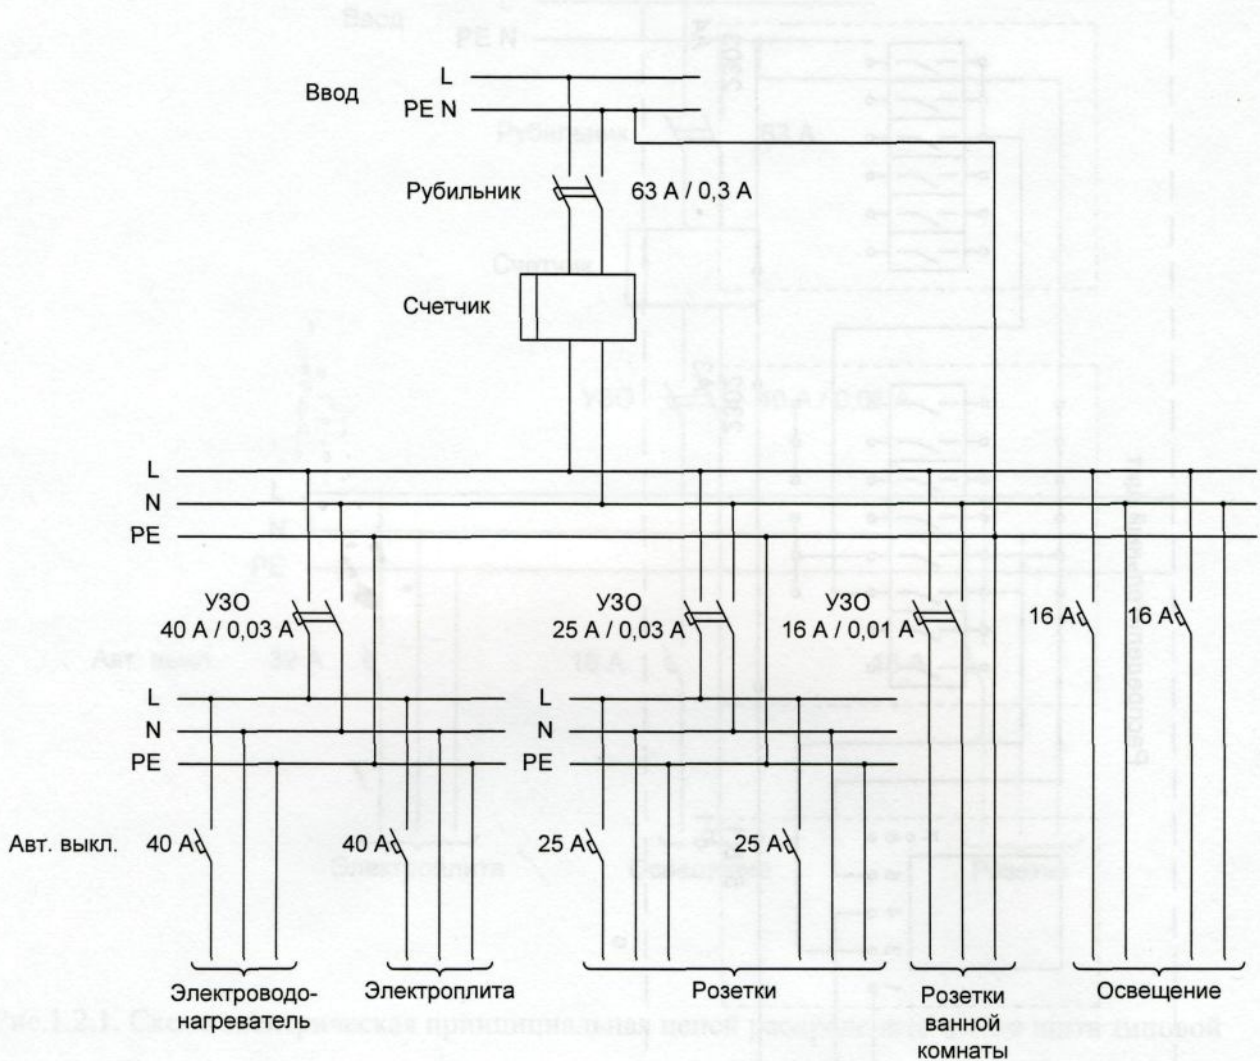 L
Ввод
PE N
Рубильник 63 А / 0,3 А
Счетчик
L
N
PE
УЗО УЗО УЗО
40 А / 0,03 А 25 А / 0,03 А 16 А / 0,01 А 16 А 16 А
L L
N N
PE PE
Авт. выкл. 40 А 40 А 25 А 25 А
Электроводо-
нагреватель
Электроплита
Розетки
Розетки
ванной
комнаты
Освещение